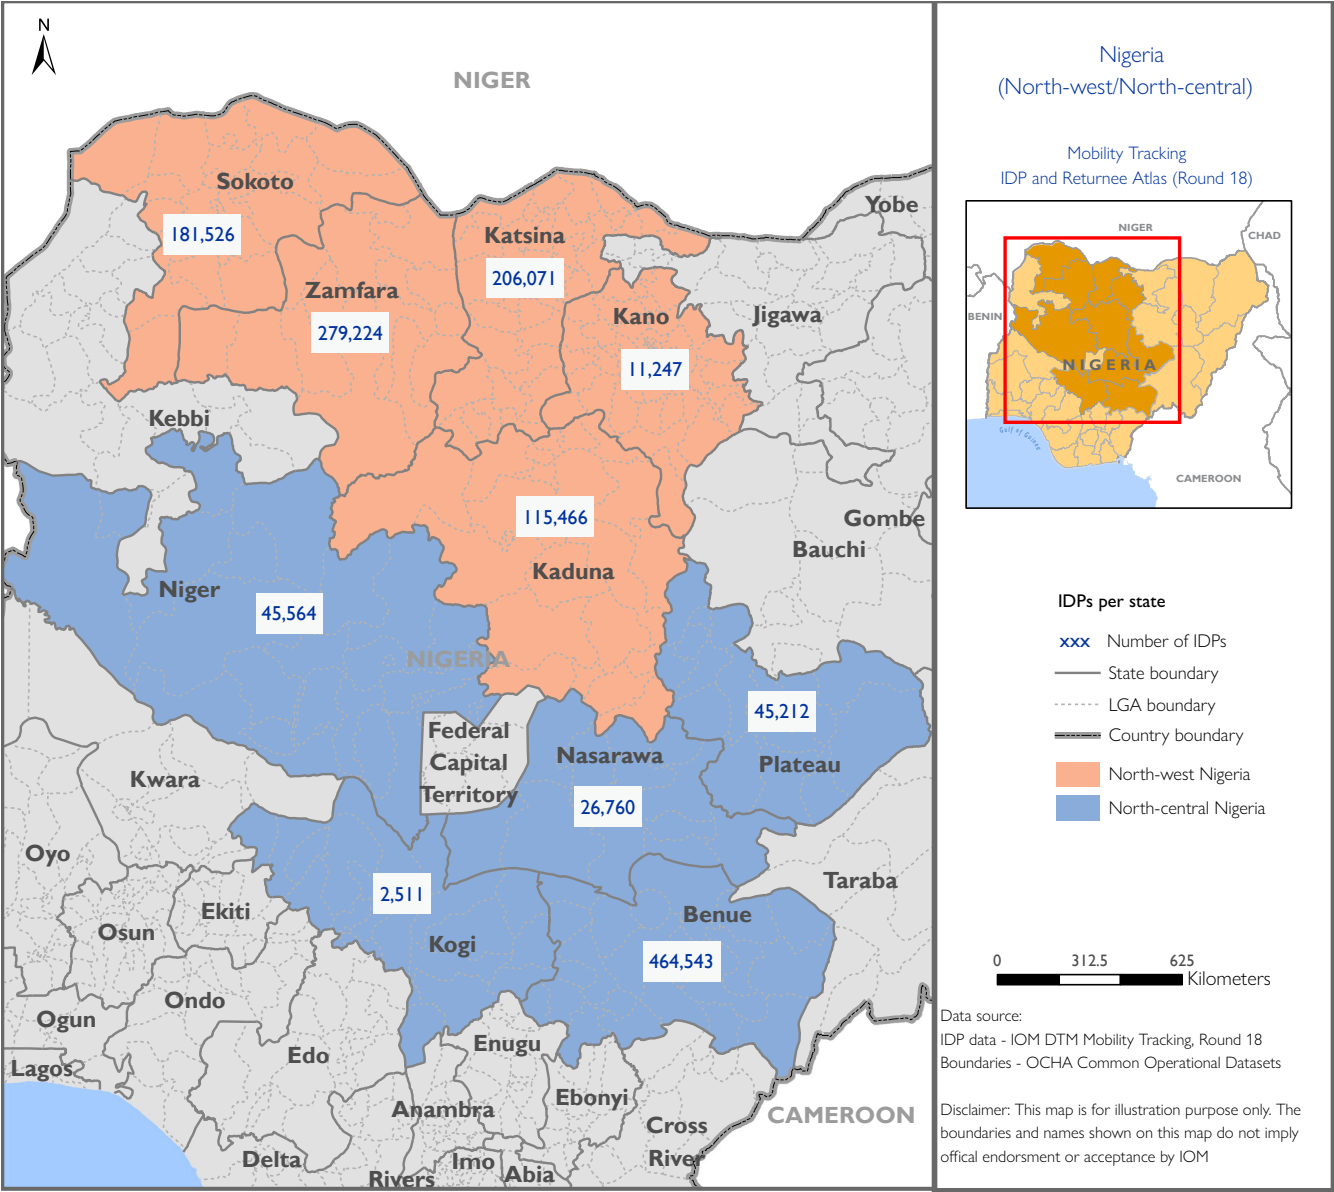 N
NIGER
Sokoto
181,526
Zamfara
279,224
Katsina
206,071
Kano
11,247
Yobe
Jigawa
Kebbi
115,466
Kaduna
Gombe
Bauchi
Niger
45,564
NIGERIA
45,212
Plateau
Federal
Capital
Territory
Nasarawa
26,760
Kwara
Oyo
2,511
Kogi
Benue
464,543
Taraba
Ekiti
Osun
Ondo
Ogun
Lagos
Edo
Enugu
Anambra
Ebonyi
Cross
River
Delta
Imo
Abia
Rivers
CAMEROON
Nigeria
(North-west/North-central)
Mobility Tracking
IDP and Returnee Atlas (Round 18)
NIGER
CHAD
BENIN
NIGERIA
Gulf of Guinea
CAMEROON
IDPs per state
xxx Number of IDPs
State boundary
LGA boundary
Country boundary
North-west Nigeria
North-central Nigeria
0 312.5 625
Kilometers
Data source:
IDP data - IOM DTM Mobility Tracking, Round 18
Boundaries - OCHA Common Operational Datasets
Disclaimer: This map is for illustration purpose only. The
boundaries and names shown on this map do not imply
offical endorsment or acceptance by IOM